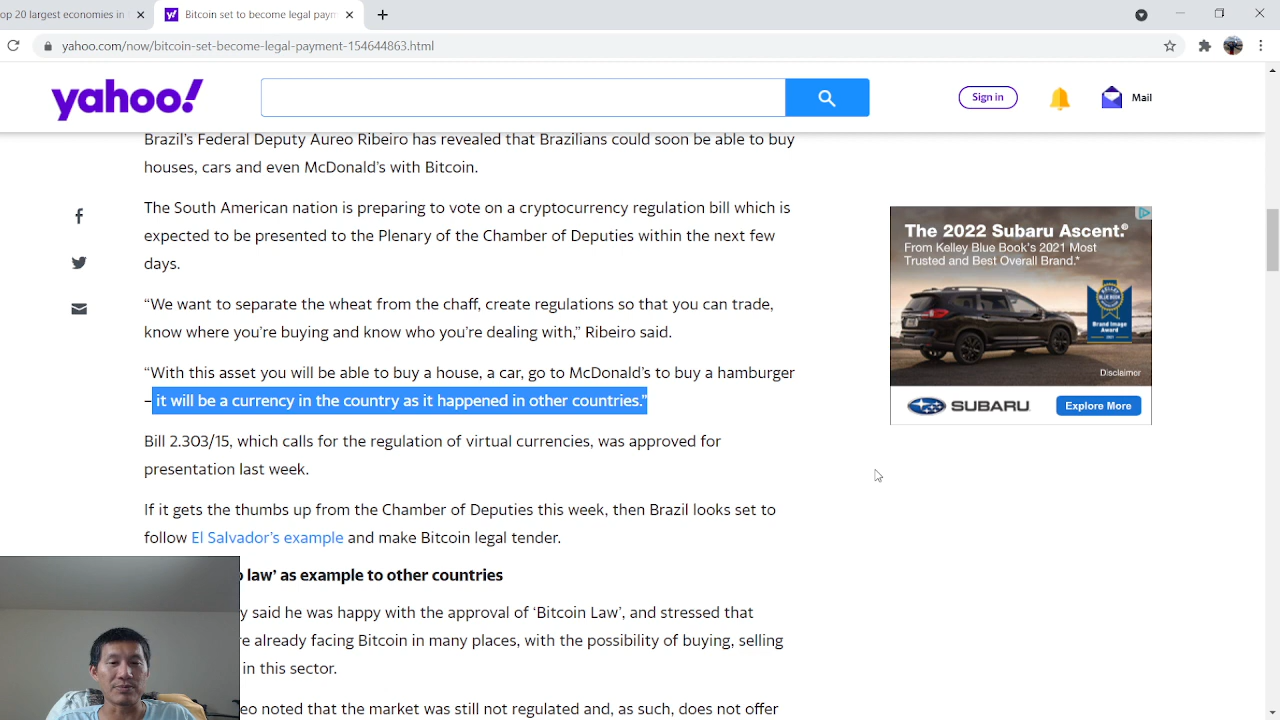 op 20 largest economies in
Bitcoin set to become legal paym
yahoo.com/now/bitcoin-set-become-legal-payment-154644863.html
yahoo!
Sign in
Mail
Brazil's Federal Deputy Aureo Ribeiro has revealed that Brazilians could soon be able to buy
houses, cars and even McDonald's with Bitcoin.
The South American nation is preparing to vote on a cryptocurrency regulation bill which is
expected to be presented to the Plenary of the Chamber of Deputies within the next few
days.
“We want to separate the wheat from the chaff, create regulations so that you can trade,
know where you're buying and know who you're dealing with,” Ribeiro said.
“With this asset you will be able to buy a house, a car, go to McDonald's to buy a hamburger
– it will be a currency in the country as it happened in other countries.”
Bill 2.303/15, which calls for the regulation of virtual currencies, was approved for
presentation last week.
If it gets the thumbs up from the Chamber of Deputies this week, then Brazil looks set to
follow El Salvador's example and make Bitcoin legal tender.
o law’ as example to other countries
y said he was happy with the approval of ‘Bitcoin Law’, and stressed that
e already facing Bitcoin in many places, with the possibility of buying, selling
in this sector.
eo noted that the market was still not regulated and, as such, does not offer
The 2022 Subaru Ascent.®
From Kelley Blue Book's 2021 Most
Trusted and Best Overall Brand.*
Brand Image
Award
2021
Disclaimer
SUBARU
Explore More